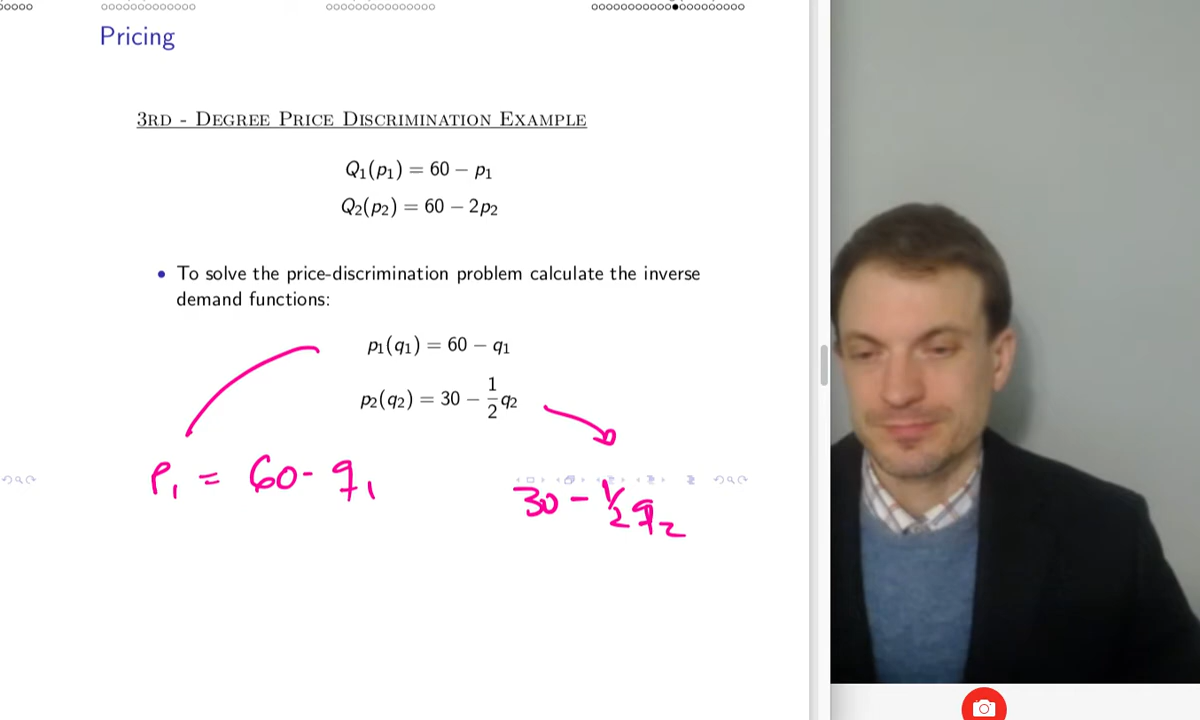 Pricing
3RD - DEGREE PRICE DISCRIMINATION EXAMPLE
Q₁(p₁) = 60 − p₁
Q₂(p₂) = 60 − 2p₂
• To solve the price-discrimination problem calculate the inverse
demand functions:
p₁(q₁) = 60 − q₁
p₂(q₂) = 30 − 1/2 q₂
P₁ = 60 - q₁
30 - 1/2 q₂